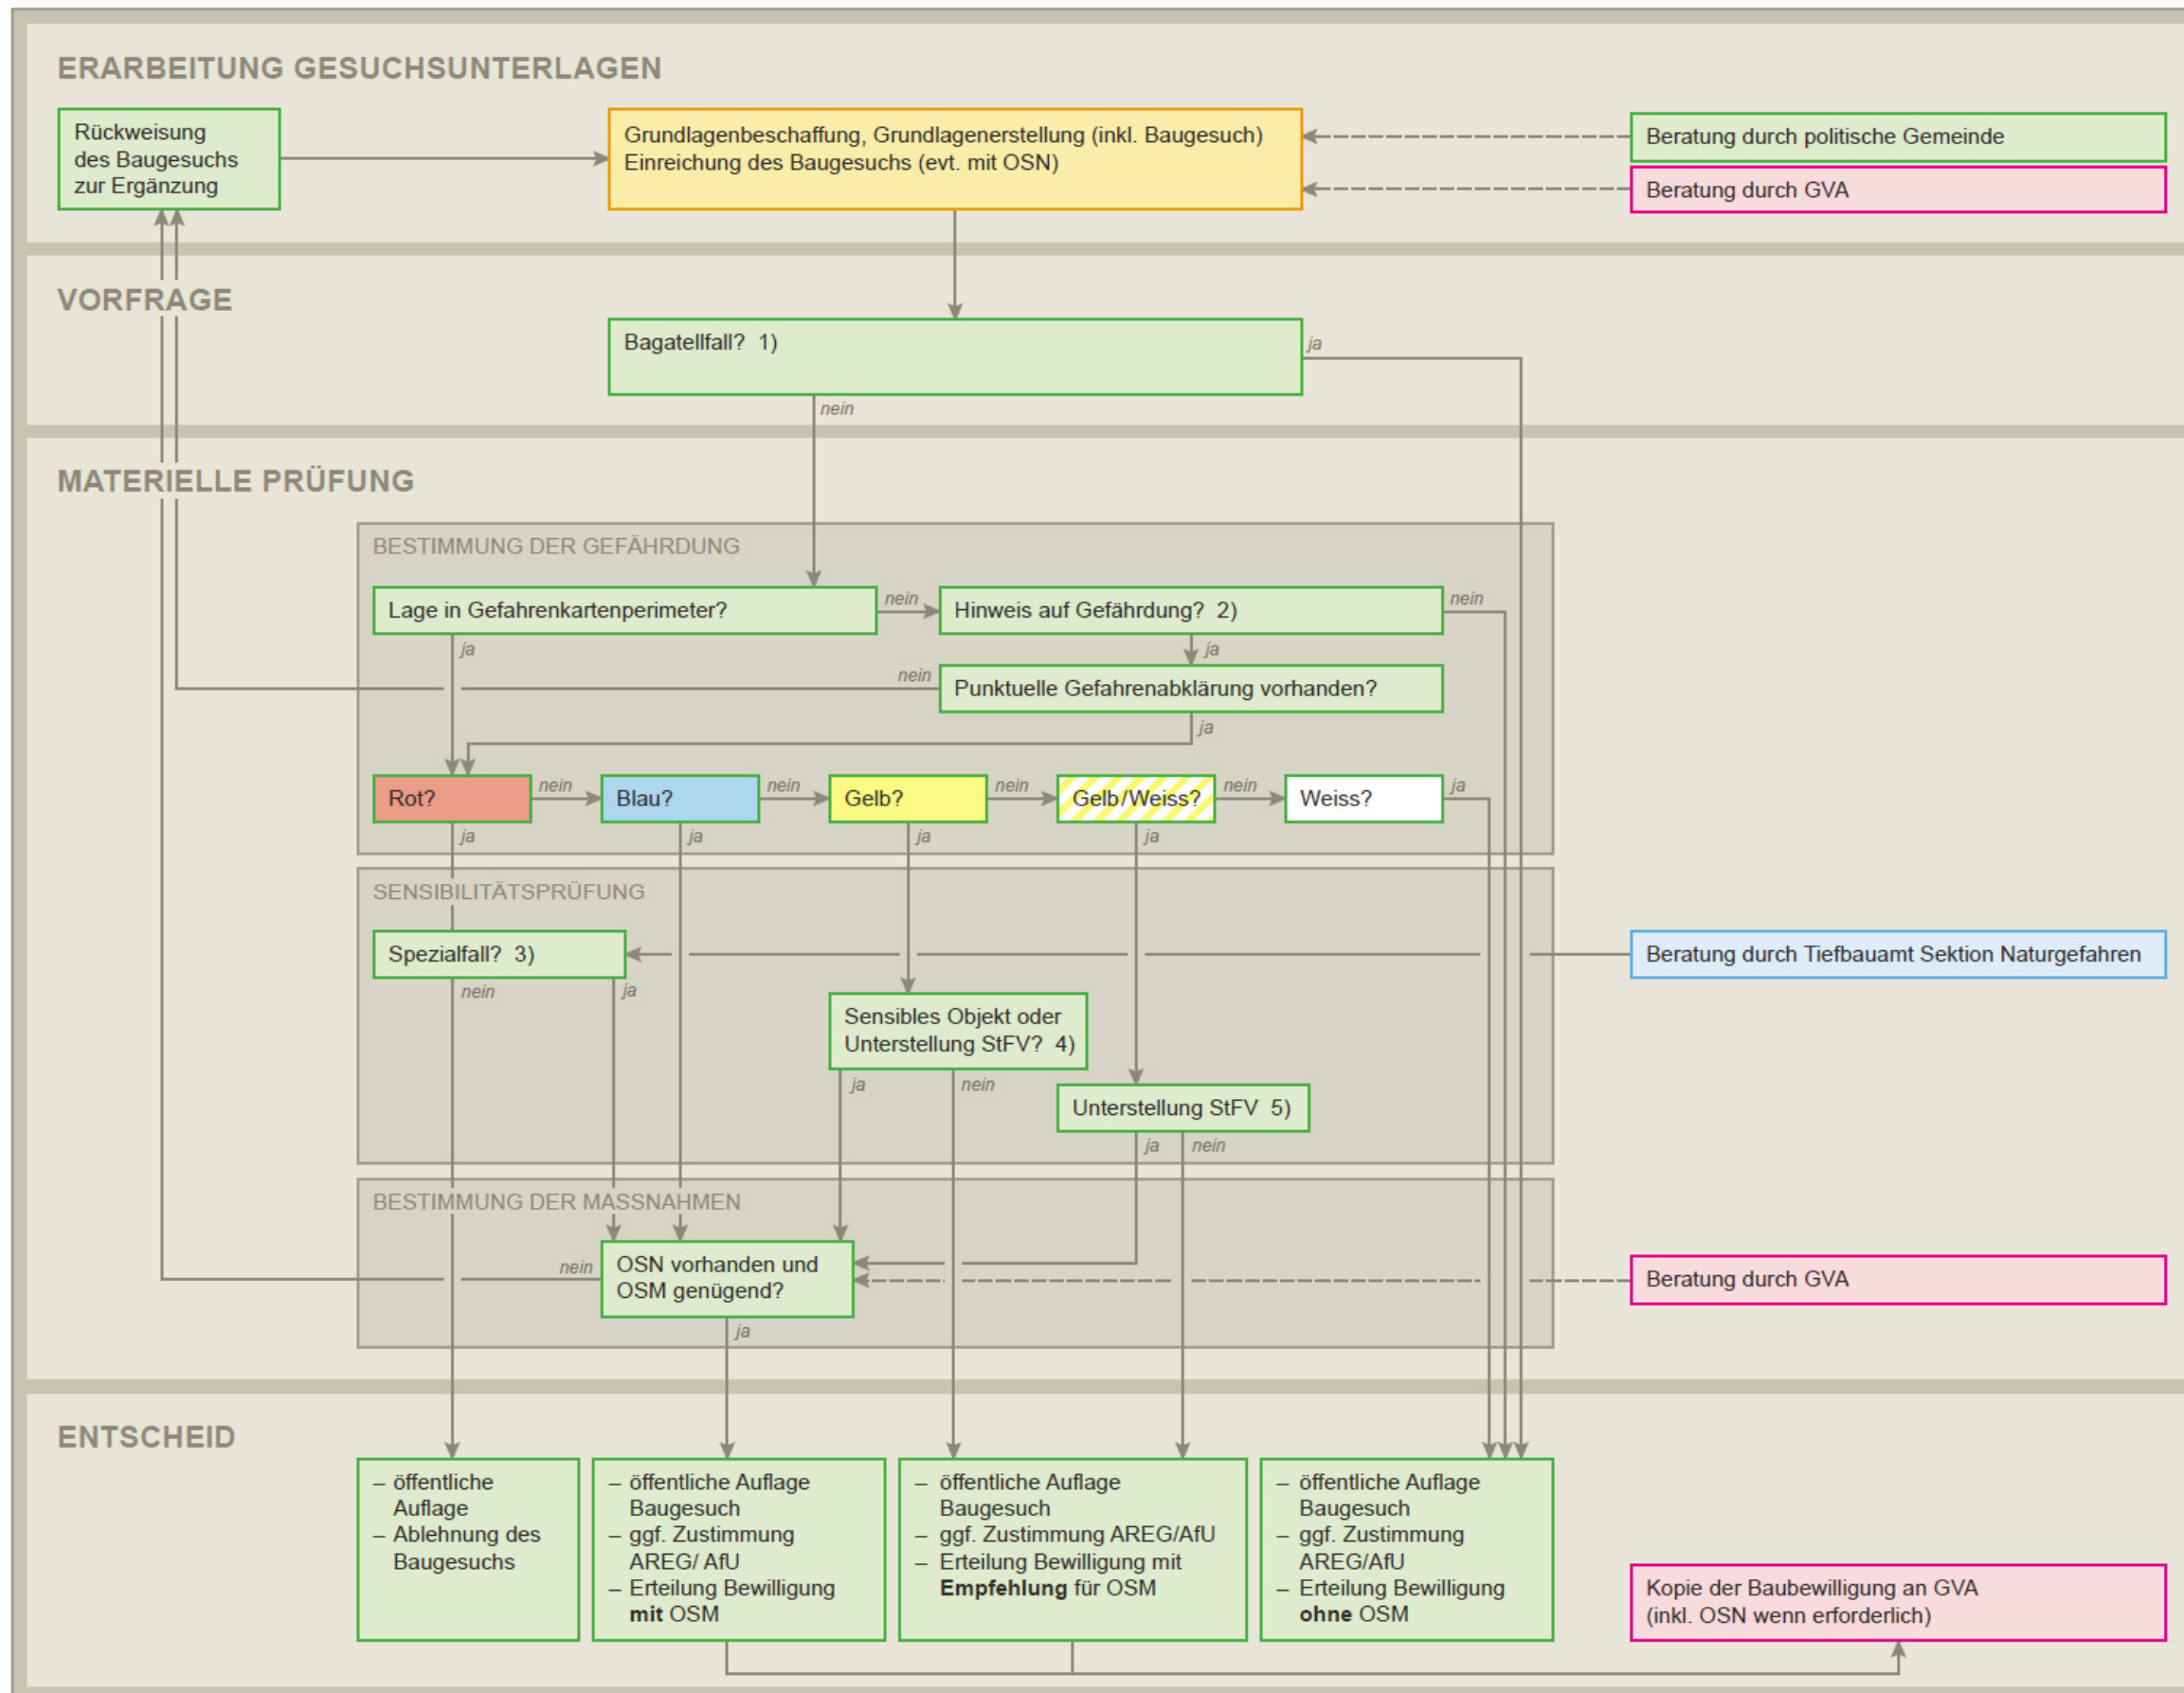 ERARBEITUNG GESUCHSUNTERLAGEN
Rückweisung
des Baugesuchs
zur Ergänzung
Grundlagenbeschaffung, Grundlagenerstellung (inkl. Baugesuch)
Einreichung des Baugesuchs (evt. mit OSN)
Beratung durch politische Gemeinde
Beratung durch GVA
VORFRAGE
Bagatellfall? 1)
ja
nein
MATERIELLE PRÜFUNG
BESTIMMUNG DER GEFÄHRDUNG
Lage in Gefahrenkartenperimeter?
nein
Hinweis auf Gefährdung? 2)
nein
ja
ja
nein
Punktuelle Gefahrenabklärung vorhanden?
ja
Rot?
nein
Blau?
nein
Gelb?
nein
Gelb/Weiss?
nein
Weiss?
ja
ja
ja
ja
ja
SENSIBILITÄTSPRÜFUNG
Spezialfall? 3)
Beratung durch Tiefbauamt Sektion Naturgefahren
nein
ja
Sensibles Objekt oder
Unterstellung StFV? 4)
ja
nein
Unterstellung StFV 5)
ja
nein
BESTIMMUNG DER MASSNAHMEN
nein
OSN vorhanden und
OSM genügend?
Beratung durch GVA
ja
ENTSCHEID
– öffentliche
Auflage
– Ablehnung des
Baugesuchs
– öffentliche Auflage
Baugesuch
– ggf. Zustimmung
AREG/ AfU
– Erteilung Bewilligung
mit OSM
– öffentliche Auflage
Baugesuch
– ggf. Zustimmung AREG/AfU
– Erteilung Bewilligung mit
Empfehlung für OSM
– öffentliche Auflage
Baugesuch
– ggf. Zustimmung
AREG/AfU
– Erteilung Bewilligung
ohne OSM
Kopie der Baubewilligung an GVA
(inkl. OSN wenn erforderlich)